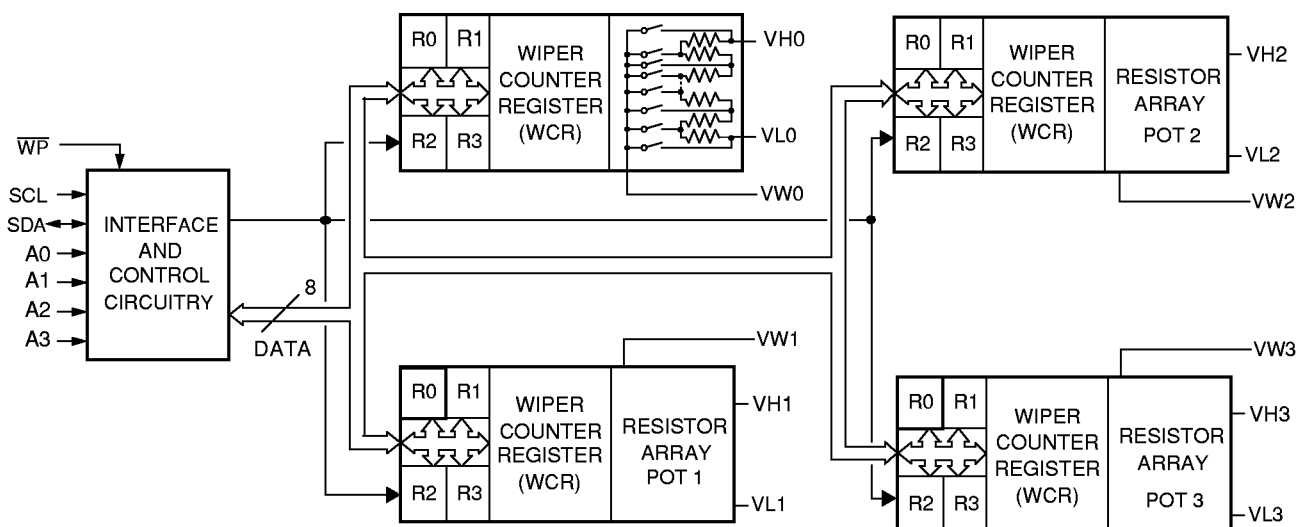 R0 R1
R2 R3
WIPER
COUNTER
REGISTER
(WCR)
VH0
VL0
VW0
R0 R1
R2 R3
WIPER
COUNTER
REGISTER
(WCR)
RESISTOR
ARRAY
POT 2
VH2
VL2
VW2
WP
SCL
SDA
A0
A1
A2
A3
INTERFACE
AND
CONTROL
CIRCUITRY
8
DATA
R0 R1
R2 R3
WIPER
COUNTER
REGISTER
(WCR)
RESISTOR
ARRAY
POT 1
VW1
VH1
VL1
R0 R1
R2 R3
WIPER
COUNTER
REGISTER
(WCR)
RESISTOR
ARRAY
POT 3
VW3
VH3
VL3